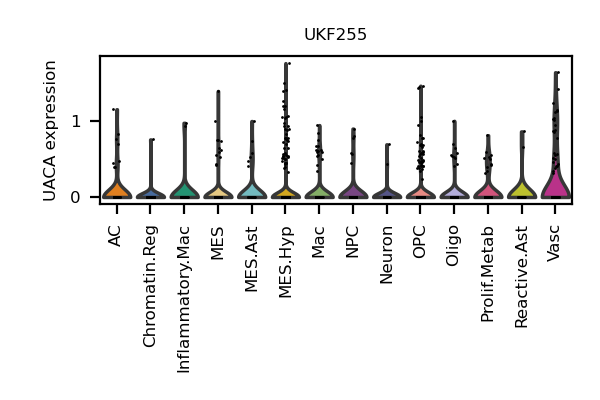 UKF255
UACA expression
1
0
AC
Chromatin.Reg
Inflammatory.Mac
MES
MES.Ast
MES.Hyp
Mac
NPC
Neuron
OPC
Oligo
Prolif.Metab
Reactive.Ast
Vasc